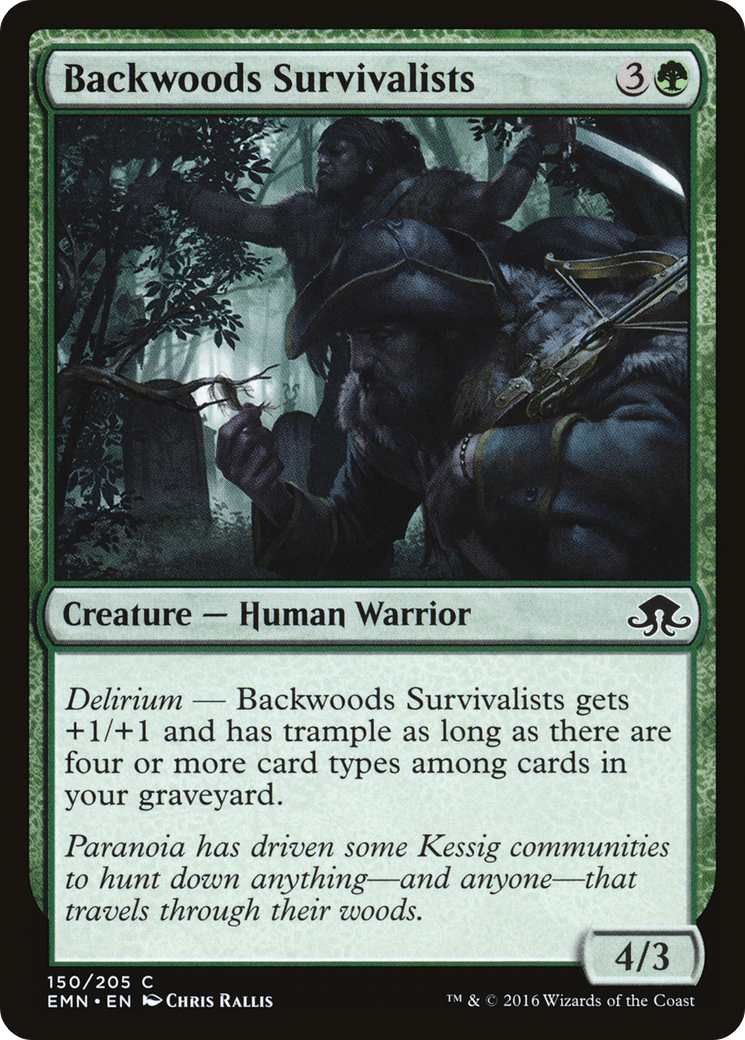 Backwoods Survivalists 3
Creature — Human Warrior
Delirium — Backwoods Survivalists gets
+1/+1 and has trample as long as there are
four or more card types among cards in
your graveyard.
Paranoia has driven some Kessig communities
to hunt down anything—and anyone—that
travels through their woods.
4/3
150/205 C
EMN • EN Chris Rallis
™ & © 2016 Wizards of the Coast